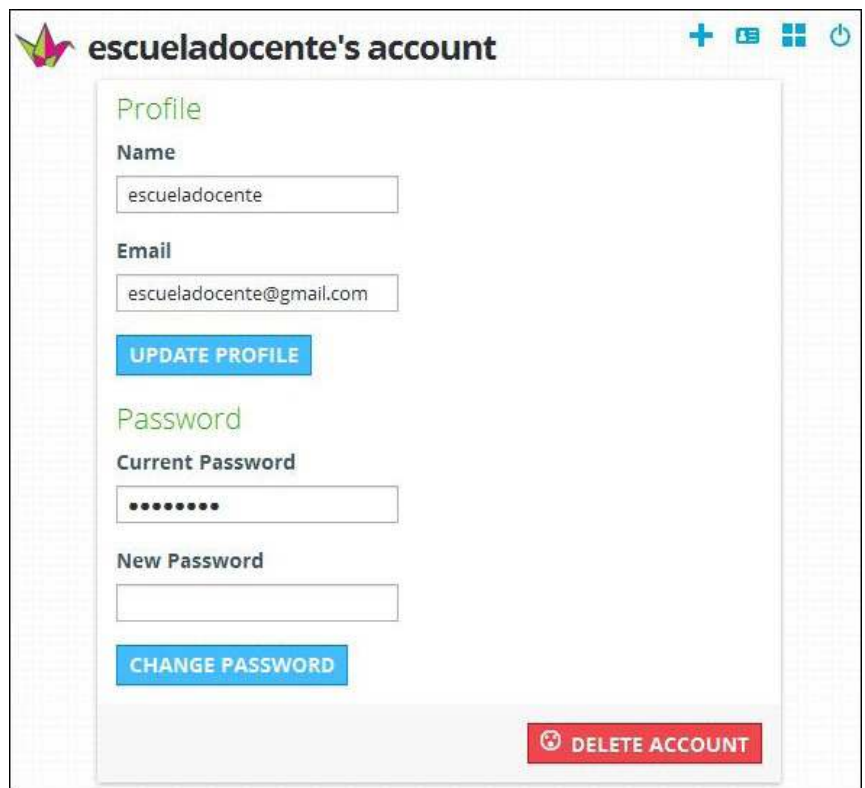 escueladocente's account
Profile
Name
escueladocente
Email
escueladocente@gmail.com
UPDATE PROFILE
Password
Current Password
••••••••
New Password
CHANGE PASSWORD
DELETE ACCOUNT